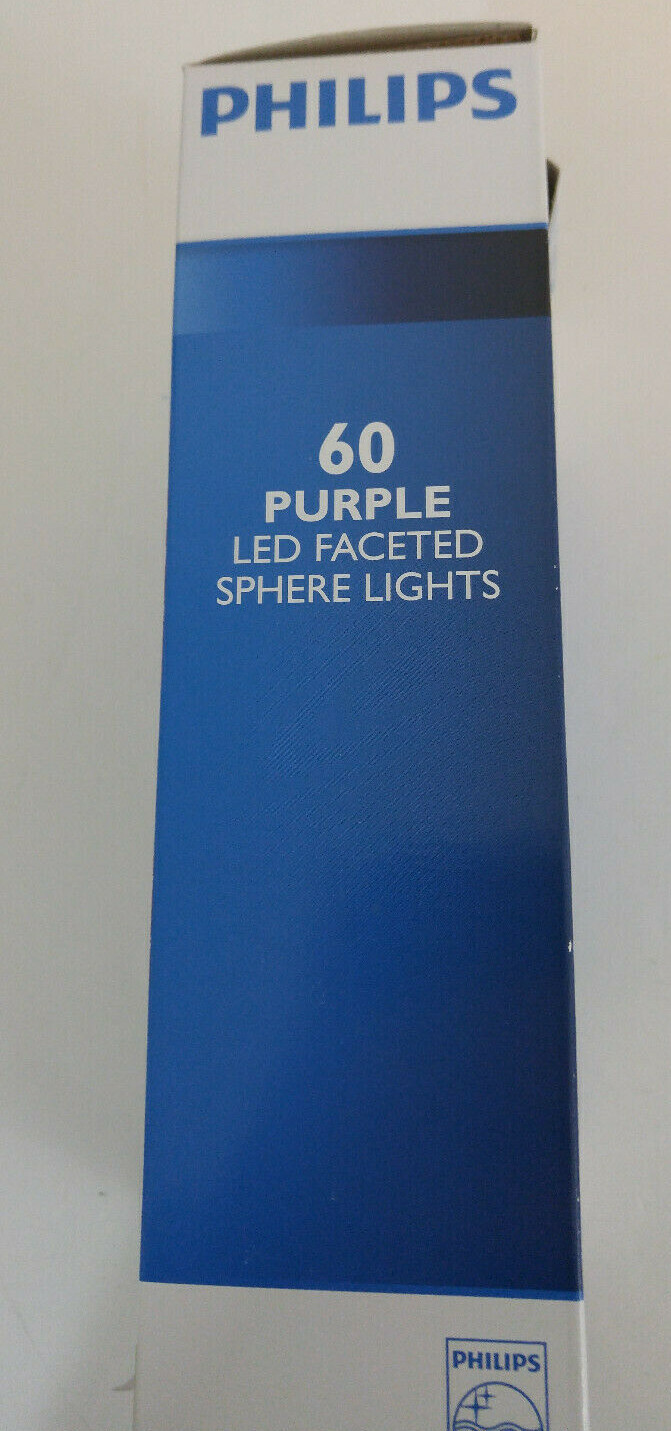 PHILIPS
60
PURPLE
LED FACETED
SPHERE LIGHTS
PHILIPS